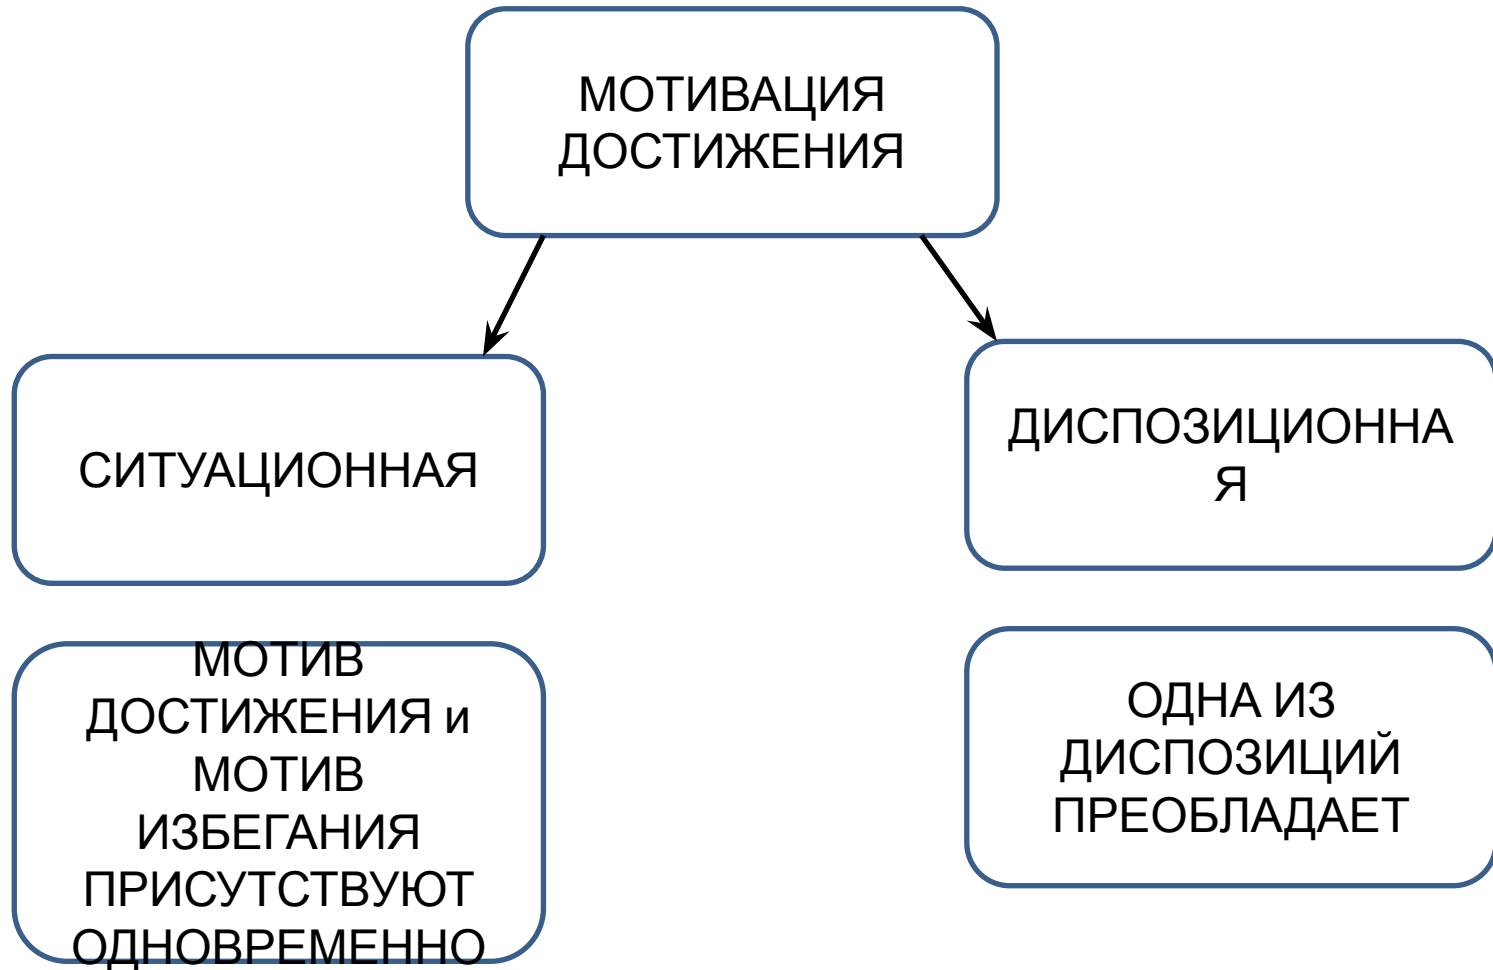 МОТИВАЦИЯ
ДОСТИЖЕНИЯ
СИТУАЦИОННАЯ
ДИСПОЗИЦИОННА
Я
МОТИВ
ДОСТИЖЕНИЯ и
МОТИВ
ИЗБЕГАНИЯ
ПРИСУТСТВУЮТ
ОДНОВРЕМЕННО
ОДНА ИЗ
ДИСПОЗИЦИЙ
ПРЕОБЛАДАЕТ